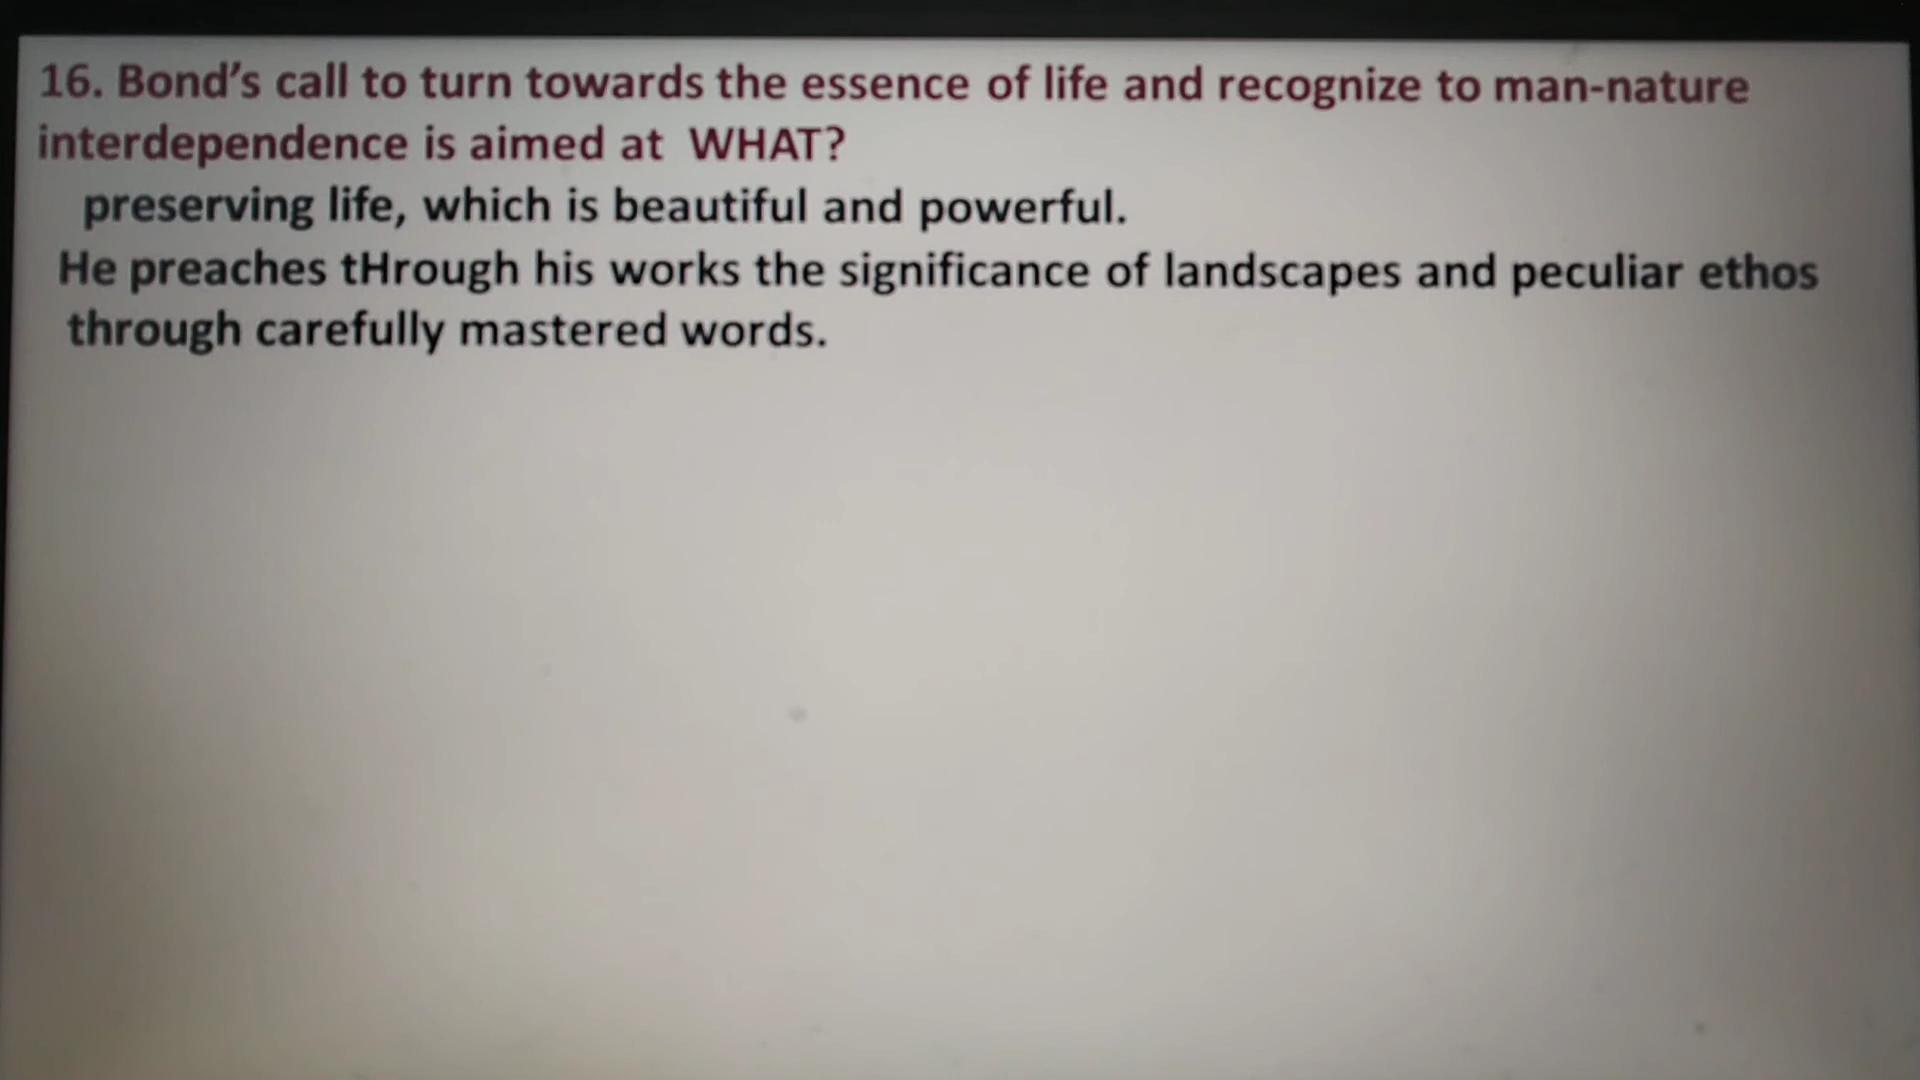 16. Bond's call to turn towards the essence of life and recognize to man-nature
interdependence is aimed at WHAT?
preserving life, which is beautiful and powerful.
He preaches tHrough his works the significance of landscapes and peculiar ethos
through carefully mastered words.